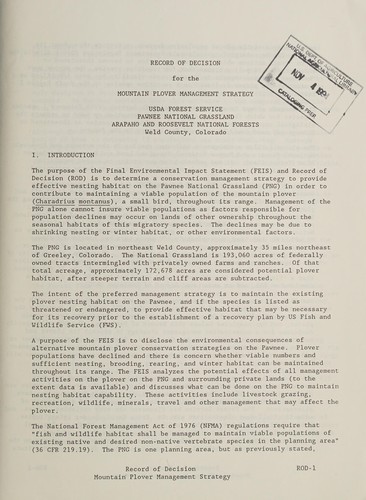 RECORD OF DECISION
for the
MOUNTAIN PLOVER MANAGEMENT STRATEGY
USDA FOREST SERVICE
PAWNEE NATIONAL GRASSLAND
ARAPAHO AND ROOSEVELT NATIONAL FORESTS
Weld County, Colorado
U.S. DEPT OF AGRICULTURE
NATIONAL AGRICULTURAL LIBRARY
NOV 4 199
CATALOGING PREP
I. INTRODUCTION
The purpose of the Final Environmental Impact Statement (FEIS) and Record of
Decision (ROD) is to determine a conservation management strategy to provide
effective nesting habitat on the Pawnee National Grassland (PNG) in order to
contribute to maintaining a viable population of the mountain plover
(Charadrius montanus), a small bird, throughout its range. Management of the
PNG alone cannot insure viable populations as factors responsible for
population declines may occur on lands of other ownership throughout the
seasonal habitats of this migratory species. The declines may be due to
shrinking nesting or winter habitat, or other environmental factors.
The PNG is located in northeast Weld County, approximately 35 miles northeast
of Greeley, Colorado. The National Grassland is 193,060 acres of federally
owned tracts intermingled with privately owned farms and ranches. Of that
total acreage, approximately 172,678 acres are considered potential plover
habitat, after steeper terrain and cliff areas are subtracted.
The intent of the preferred management strategy is to maintain the existing
plover nesting habitat on the Pawnee, and if the species is listed as
threatened or endangered, to provide effective habitat that may be necessary
for its recovery prior to the establishment of a recovery plan by US Fish and
Wildlife Service (FWS).
A purpose of the FEIS is to disclose the environmental consequences of
alternative mountain plover conservation strategies on the Pawnee. Plover
populations have declined and there is concern whether viable numbers and
sufficient nesting, brooding, rearing, and winter habitat can be maintained
throughout its range. The FEIS analyzes the potential effects of all management
activities on the plover on the PNG and surrounding private lands (to the
extent data is available) and discusses what can be done on the PNG to maintain
nesting habitat capability. These activities include livestock grazing,
recreation, wildlife, minerals, travel and other management that may affect the
plover.
The National Forest Management Act of 1976 (NFMA) regulations require that
"fish and wildlife habitat shall be managed to maintain viable populations of
existing native and desired non-native vertebrate species in the planning area"
(36 CFR 219.19). The PNG is one planning area, but as previously stated,
Record of Decision
ROD-1
Mountain Plover Management Strategy